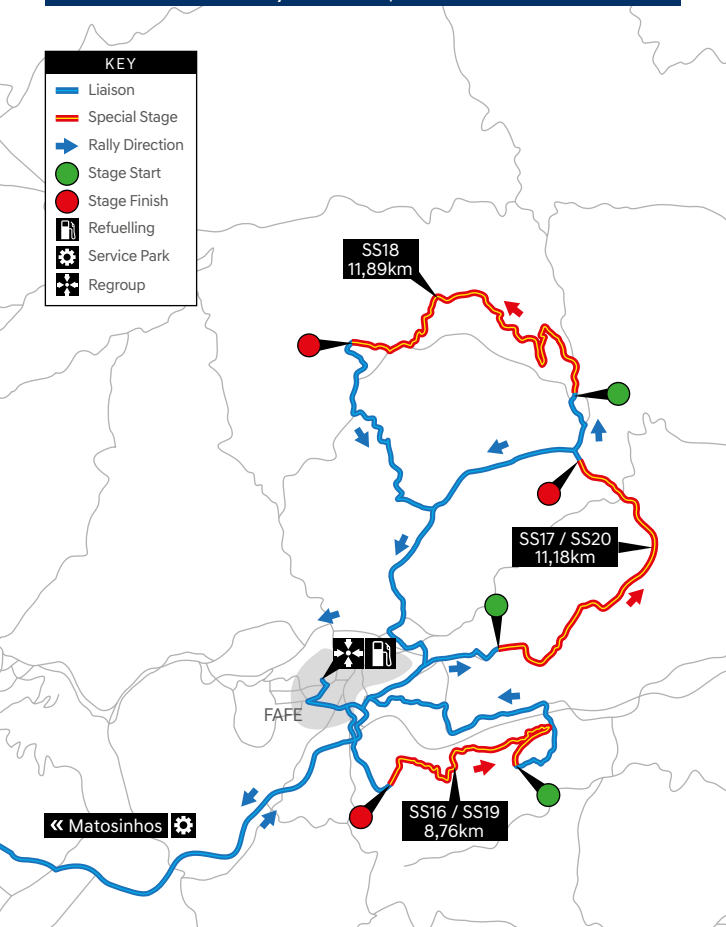 KEY
Liaison
Special Stage
Rally Direction
Stage Start
Stage Finish
Refuelling
Service Park
Regroup
SS18
11,89km
SS17 / SS20
11,18km
FAFE
« Matosinhos
SS16 / SS19
8,76km